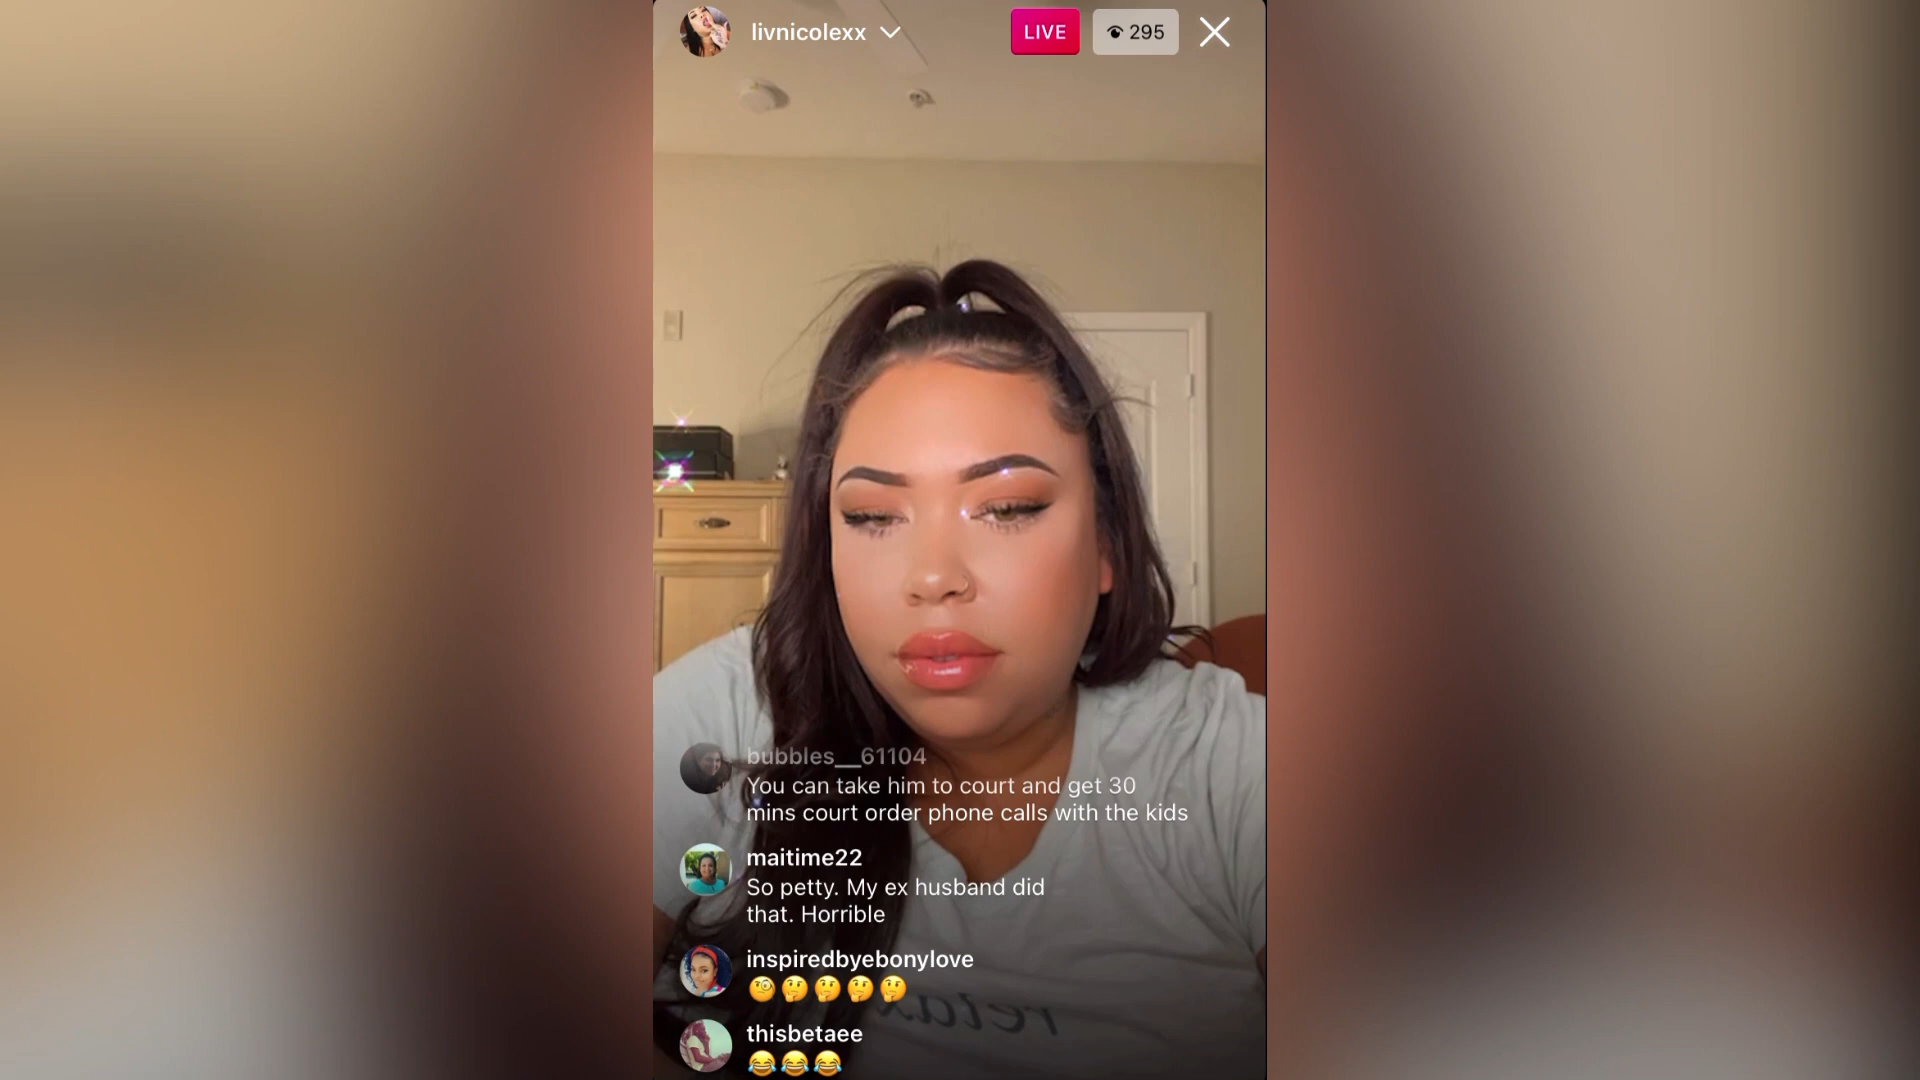 livnicolexx
LIVE
295
bubbles__61104
You can take him to court and get 30
mins court order phone calls with the kids
maitime22
So petty. My ex husband did
that. Horrible
inspiredbyebonylove
🧐🤔🤔🤔🤔
thisbetaee
😂😂😂
relax